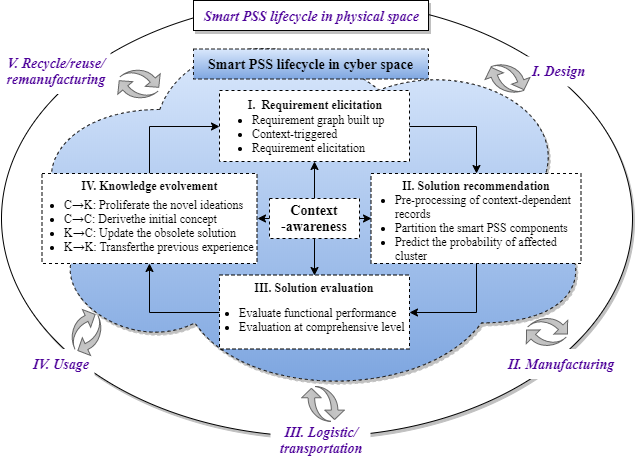 Smart PSS lifecycle in physical space
V. Recycle/reuse/
remanufacturing
Smart PSS lifecycle in cyber space
I. Design
I. Requirement elicitation
• Requirement graph built up
• Context-triggered
• Requirement elicitation
IV. Knowledge evolvement
• C→K: Proliferate the novel ideations
• C→C: Derivethe initial concept
• K→C: Update the obsolete solution
• K→K: Transferthe previous experience
Context
-awareness
II. Solution recommendation
• Pre-processing of context-dependent
records
• Partition the smart PSS components
• Predict the probability of affected
cluster
III. Solution evaluation
• Evaluate functional performance
• Evaluation at comprehensive level
IV. Usage
II. Manufacturing
III. Logistic/
transportation